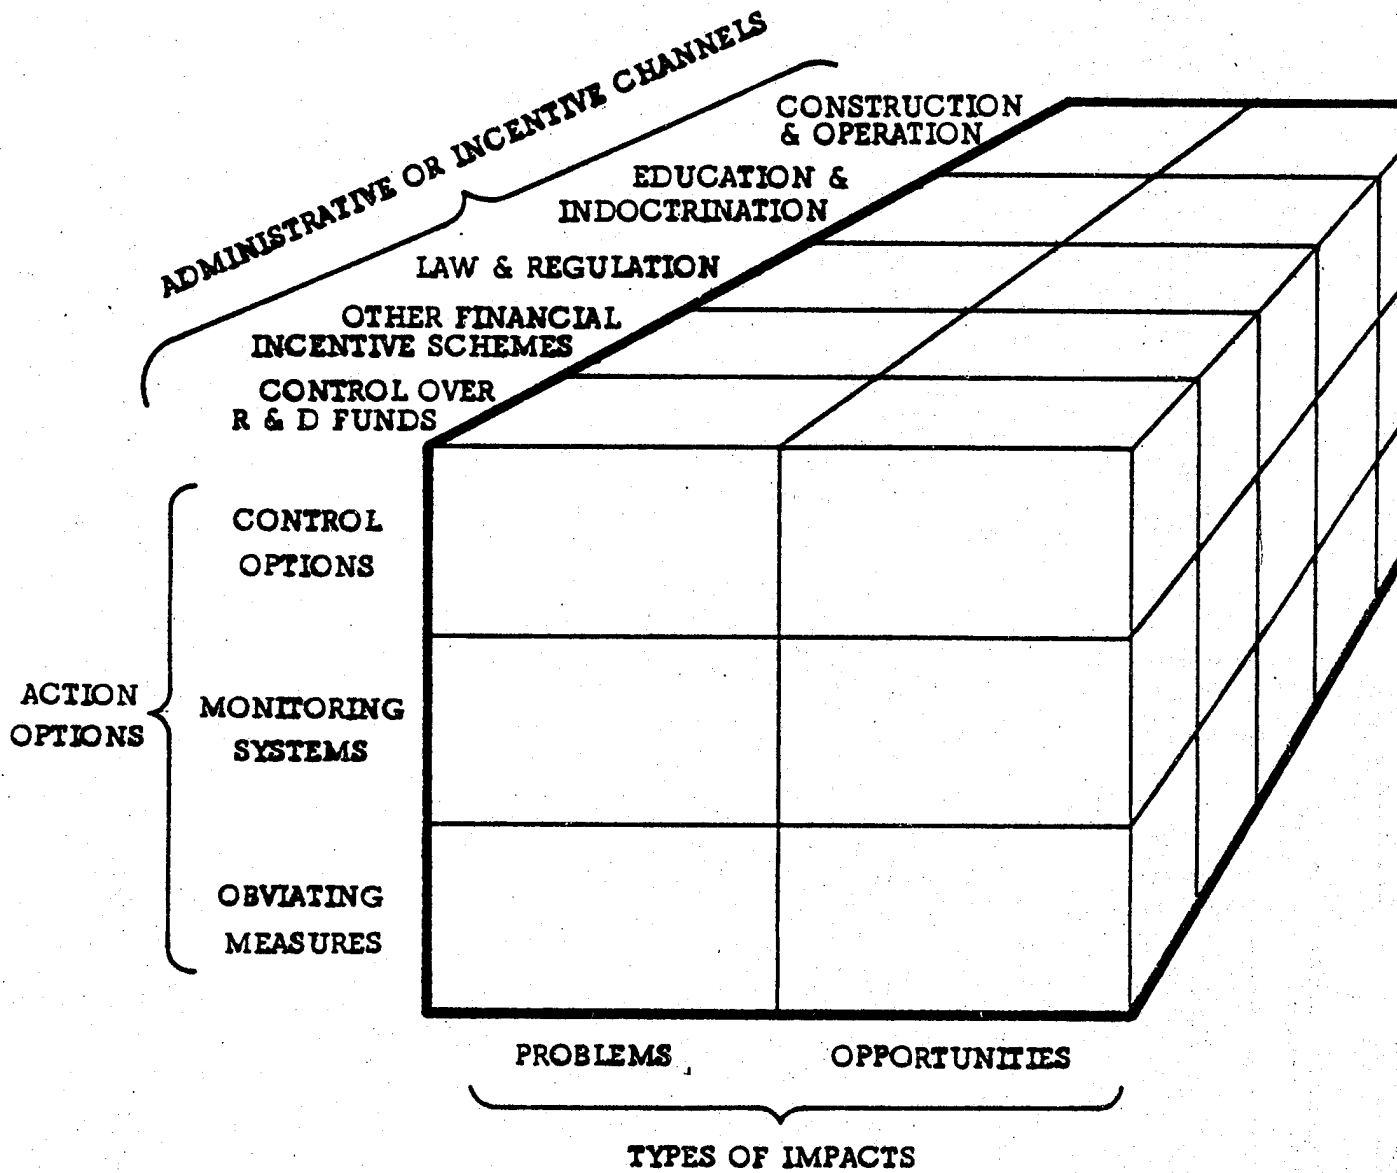 ADMINISTRATIVE OR INCENTIVE CHANNELS
CONSTRUCTION
& OPERATION
EDUCATION &
INDOCTRINATION
LAW & REGULATION
OTHER FINANCIAL
INCENTIVE SCHEMES
CONTROL OVER
R & D FUNDS
ACTION
OPTIONS
CONTROL
OPTIONS
MONITORING
SYSTEMS
OBVIATING
MEASURES
PROBLEMS
OPPORTUNITIES
TYPES OF IMPACTS